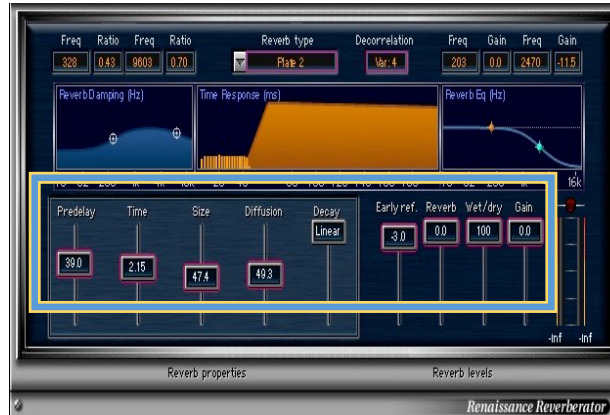 Freq Ratio Freq Ratio Reverb type Decorrelation Freq Gain Freq Gain
328 0.43 9603 0.70 Plate 2 Var: 4 203 0.0 2470 -11.5
Reverb Damping (Hz) Time Response (ms) Reverb Eq (Hz)
16k
Predelay Time Size Diffusion Decay Early ref. Reverb Wet/dry Gain
Linear -3.0 0.0 100 0.0
39.0 2.15 47.4 49.3
-Inf -Inf
Reverb properties Reverb levels
Renaissance Reverberator